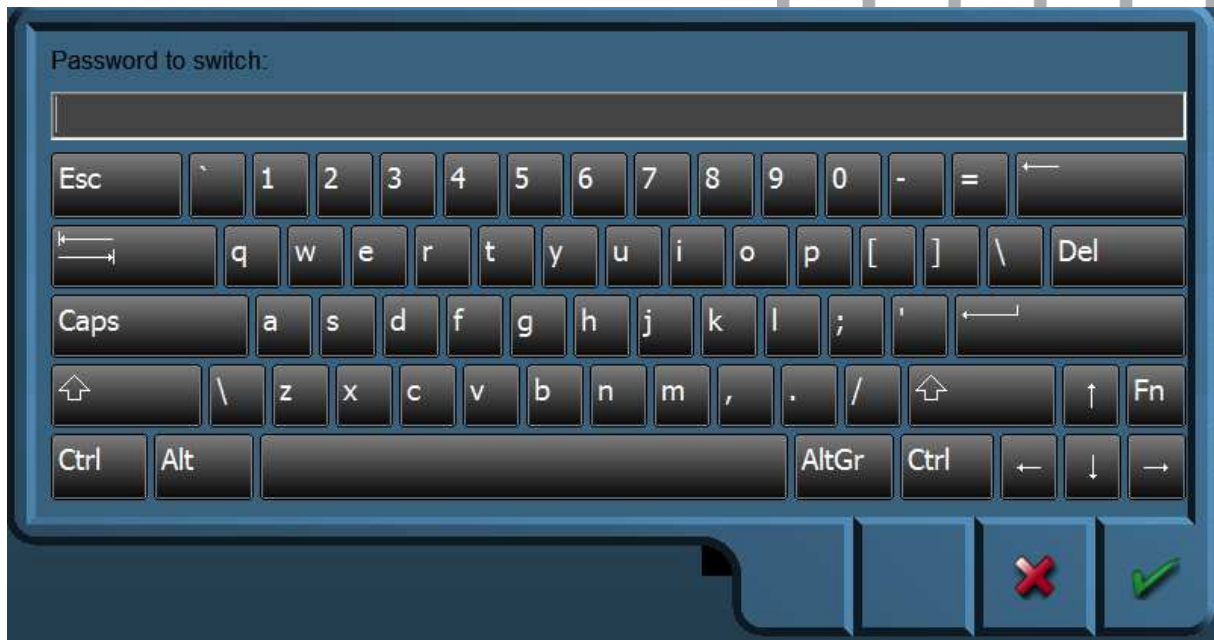 Password to switch:
Esc ` 1 2 3 4 5 6 7 8 9 0 - = ←
q w e r t y u i o p [ ] \ Del
Caps a s d f g h j k l ; '
\ z x c v b n m , . / ↑ Fn
Ctrl Alt AltGr Ctrl ← ↓ →